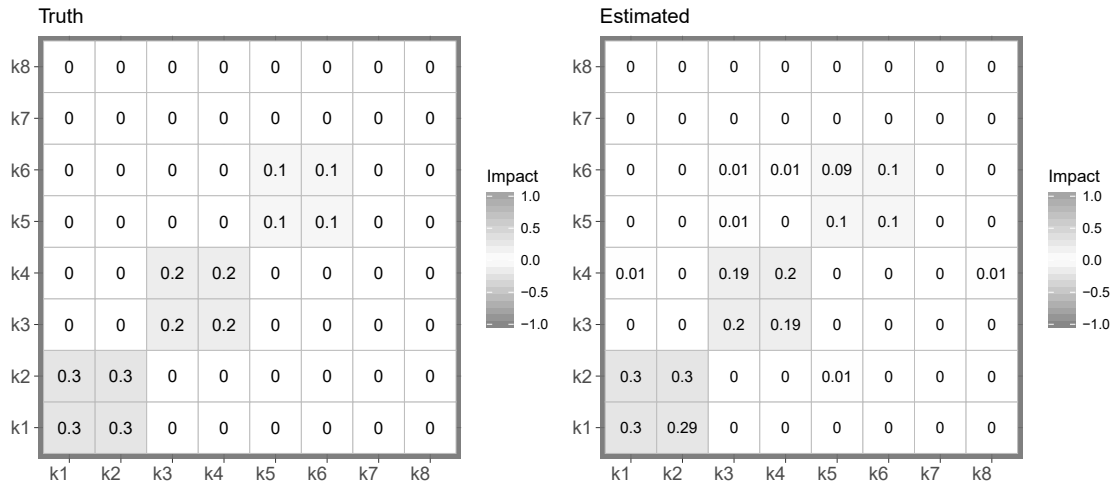 Truth
k8 0 0 0 0 0 0 0 0
k7 0 0 0 0 0 0 0 0
k6 0 0 0 0 0.1 0.1 0 0
k5 0 0 0 0 0.1 0.1 0 0
k4 0 0 0.2 0.2 0 0 0 0
k3 0 0 0.2 0.2 0 0 0 0
k2 0.3 0.3 0 0 0 0 0 0
k1 0.3 0.3 0 0 0 0 0 0
k1 k2 k3 k4 k5 k6 k7 k8
Impact
1.0
0.5
0.0
−0.5
−1.0
Estimated
k8 0 0 0 0 0 0 0 0
k7 0 0 0 0 0 0 0 0
k6 0 0 0.01 0.01 0.09 0.1 0 0
k5 0 0 0.01 0 0.1 0.1 0 0
k4 0.01 0 0.19 0.2 0 0 0 0.01
k3 0 0 0.2 0.19 0 0 0 0
k2 0.3 0.3 0 0 0.01 0 0 0
k1 0.3 0.29 0 0 0 0 0 0
k1 k2 k3 k4 k5 k6 k7 k8
Impact
1.0
0.5
0.0
−0.5
−1.0